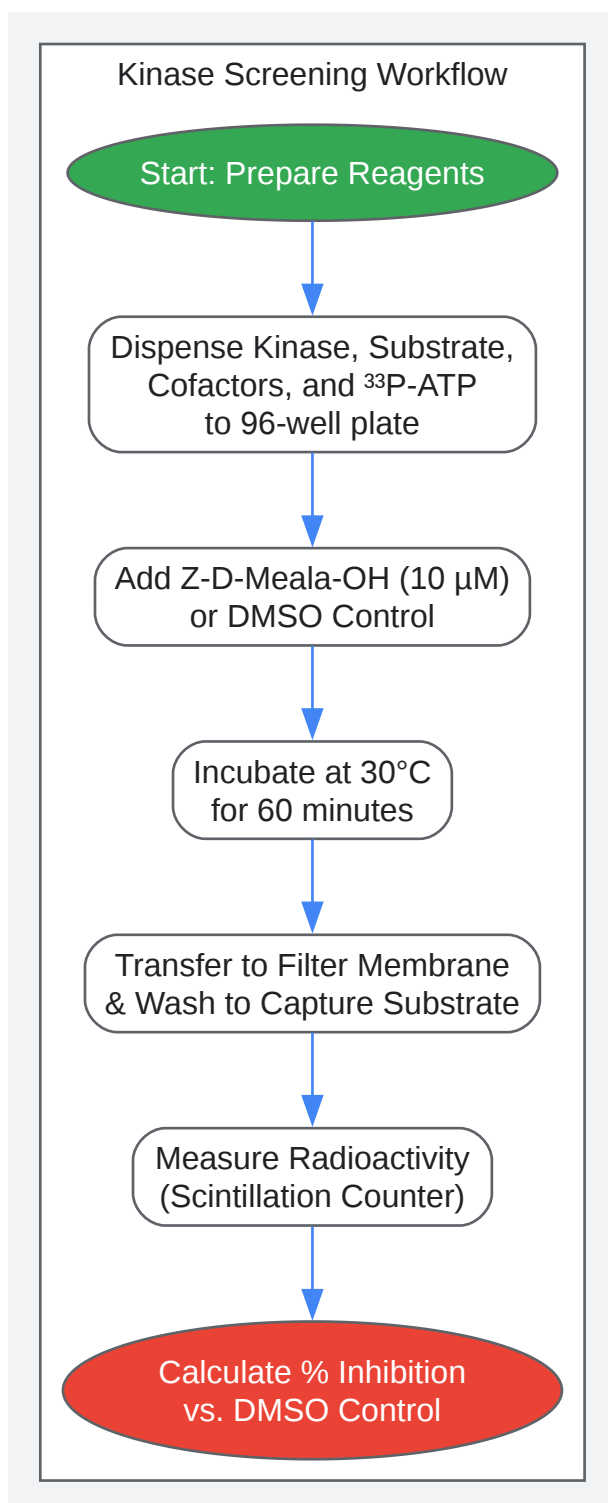 Kinase Screening Workflow
Start: Prepare Reagents
Dispense Kinase, Substrate,
Cofactors, and ³³P-ATP
to 96-well plate
Add Z-D-Meala-OH (10 µM)
or DMSO Control
Incubate at 30°C
for 60 minutes
Transfer to Filter Membrane
& Wash to Capture Substrate
Measure Radioactivity
(Scintillation Counter)
Calculate % Inhibition
vs. DMSO Control